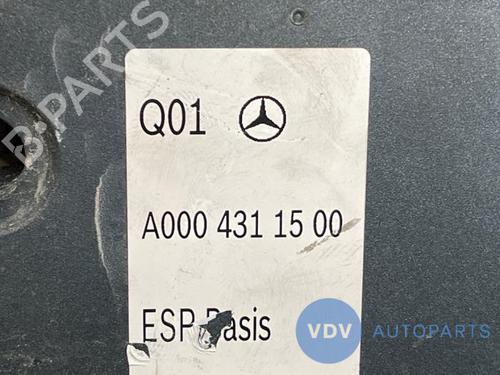 B-PARTS
Q01
A000 431 15 00
ESP Basis
VDV AUTOPARTS